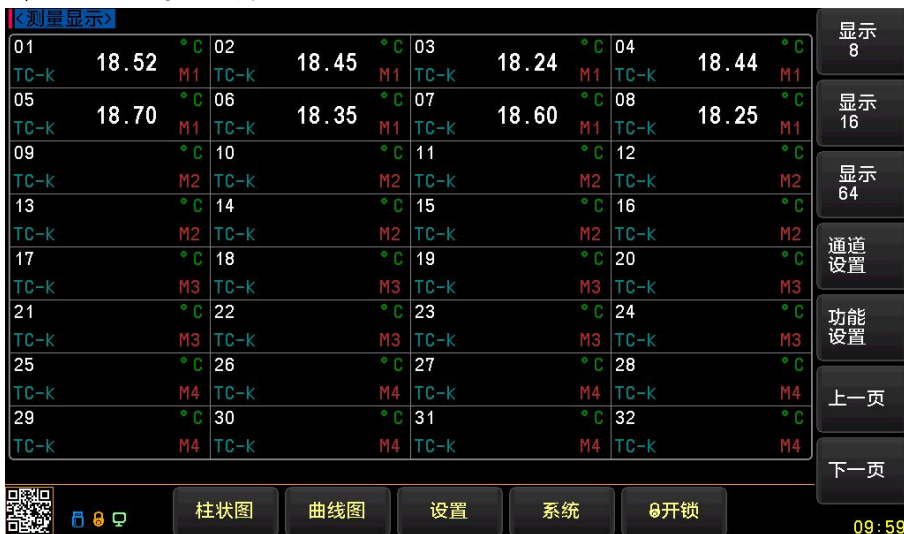 <测量显示>
01 18.52 °C 02 18.45 °C 03 18.24 °C 04 18.44 °C
TC-K M1 TC-K M1 TC-K M1 TC-K M1
05 18.70 °C 06 18.35 °C 07 18.60 °C 08 18.25 °C
TC-K M1 TC-K M1 TC-K M1 TC-K M1
09 °C 10 °C 11 °C 12 °C
TC-K M2 TC-K M2 TC-K M2 TC-K M2
13 °C 14 °C 15 °C 16 °C
TC-K M2 TC-K M2 TC-K M2 TC-K M2
17 °C 18 °C 19 °C 20 °C
TC-K M3 TC-K M3 TC-K M3 TC-K M3
21 °C 22 °C 23 °C 24 °C
TC-K M3 TC-K M3 TC-K M3 TC-K M3
25 °C 26 °C 27 °C 28 °C
TC-K M4 TC-K M4 TC-K M4 TC-K M4
29 °C 30 °C 31 °C 32 °C
TC-K M4 TC-K M4 TC-K M4 TC-K M4
显示
8
显示
16
显示
64
通道
设置
功能
设置
上一页
下一页
柱状图 曲线图 设置 系统 开锁
09:59